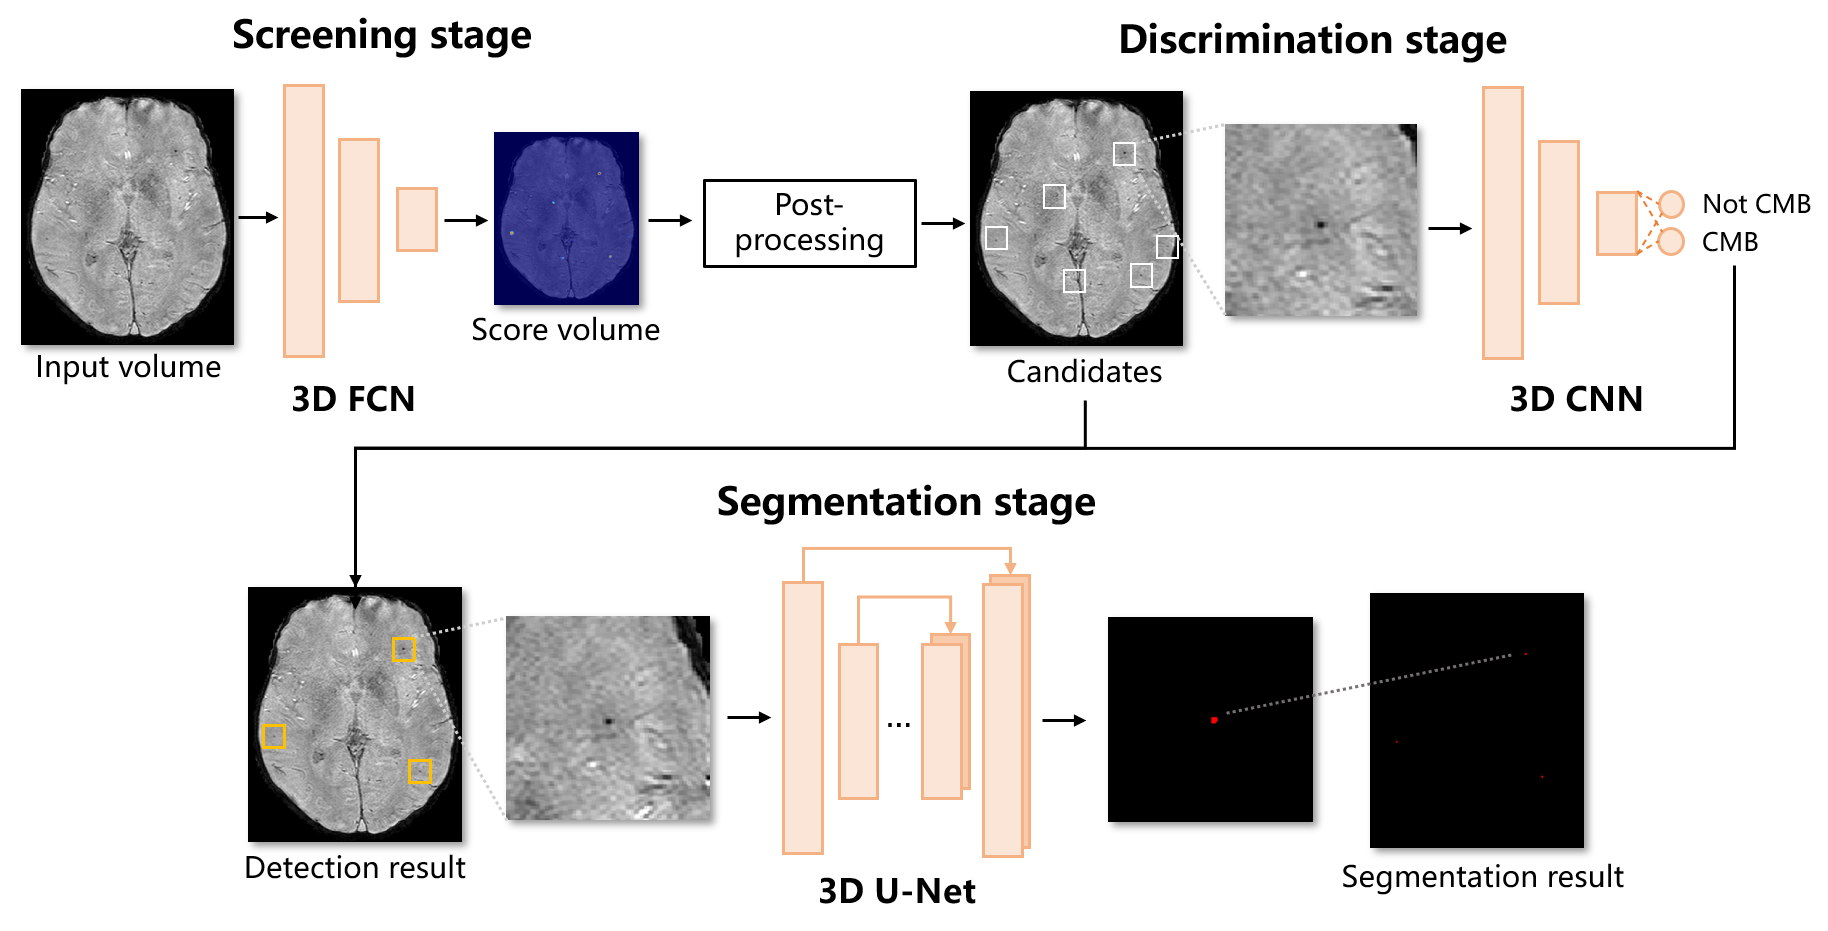 Screening stage
Discrimination stage
Input volume
3D FCN
Score volume
Post-
processing
Candidates
Not CMB
CMB
3D CNN
Segmentation stage
Detection result
...
3D U-Net
Segmentation result